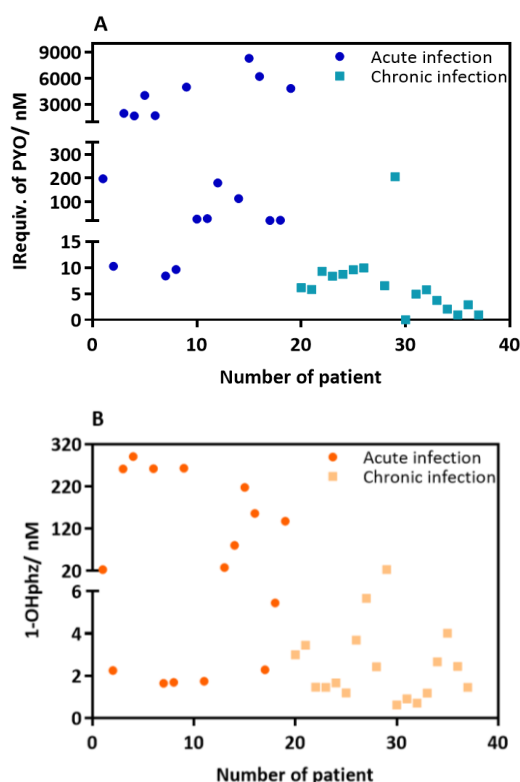 A
9000
6000
3000
300
200
100
15
10
5
0
IRequiv. of PYO/ nM
Acute infection
Chronic infection
0 10 20 30 40
Number of patient
B
320
220
120
20
6
4
2
0
1-OHphz/ nM
Acute infection
Chronic infection
0 10 20 30 40
Number of patient